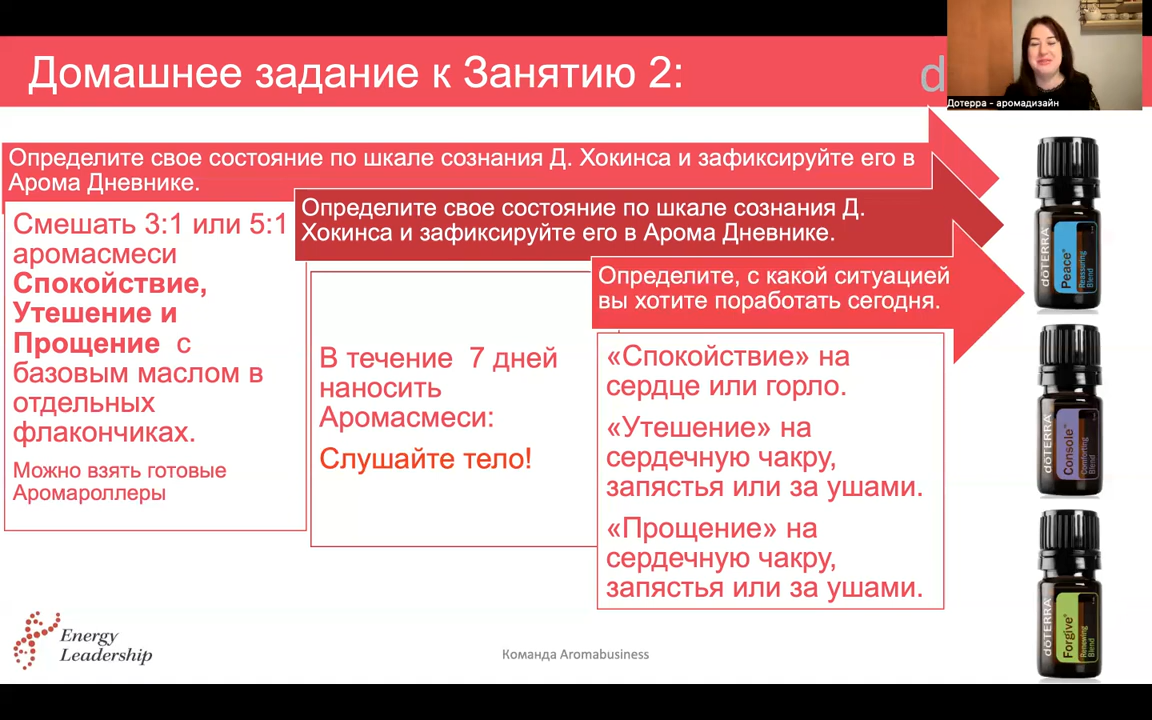 Домашнее задание к Занятию 2:
d
Дотерра - аромадизайн
Определите свое состояние по шкале сознания Д. Хокинса и зафиксируйте его в
Арома Дневнике.
Смешать 3:1 или 5:1
аромасмеси
Спокойствие,
Утешение и
Прощение с
базовым маслом в
отдельных
флакончиках.
Можно взять готовые
Аромароллеры
Определите свое состояние по шкале сознания Д.
Хокинса и зафиксируйте его в Арома Дневнике.
В течение 7 дней
наносить
Аромасмеси:
Слушайте тело!
Определите, с какой ситуацией
вы хотите поработать сегодня.
«Спокойствие» на
сердце или горло.
«Утешение» на
сердечную чакру,
запястья или за ушами.
«Прощение» на
сердечную чакру,
запястья или за ушами.
dōTERRA
Peace®
Reassuring
Blend
dōTERRA
Console™
Comforting
Blend
dōTERRA
Forgive®
Renewing
Blend
Energy
Leadership
Команда Aromabusiness